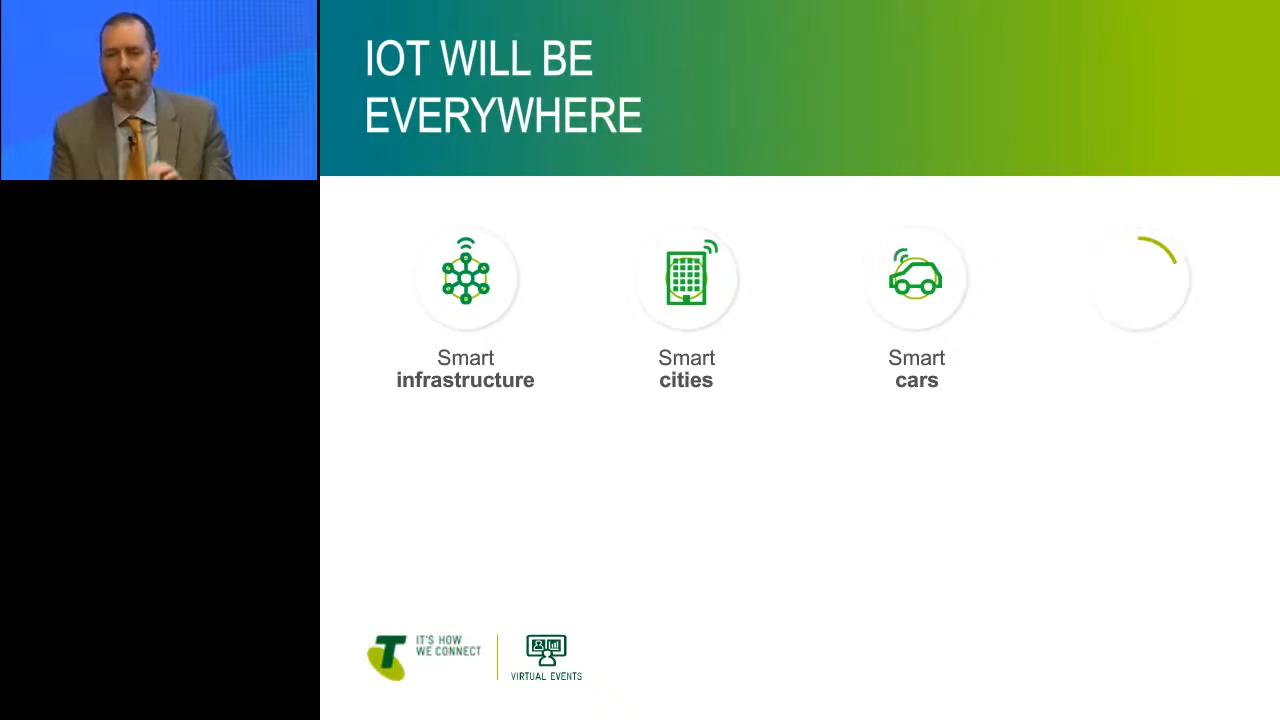 IOT WILL BE
EVERYWHERE
Smart
infrastructure
Smart
cities
Smart
cars
T
IT'S HOW
WE CONNECT
VIRTUAL EVENTS